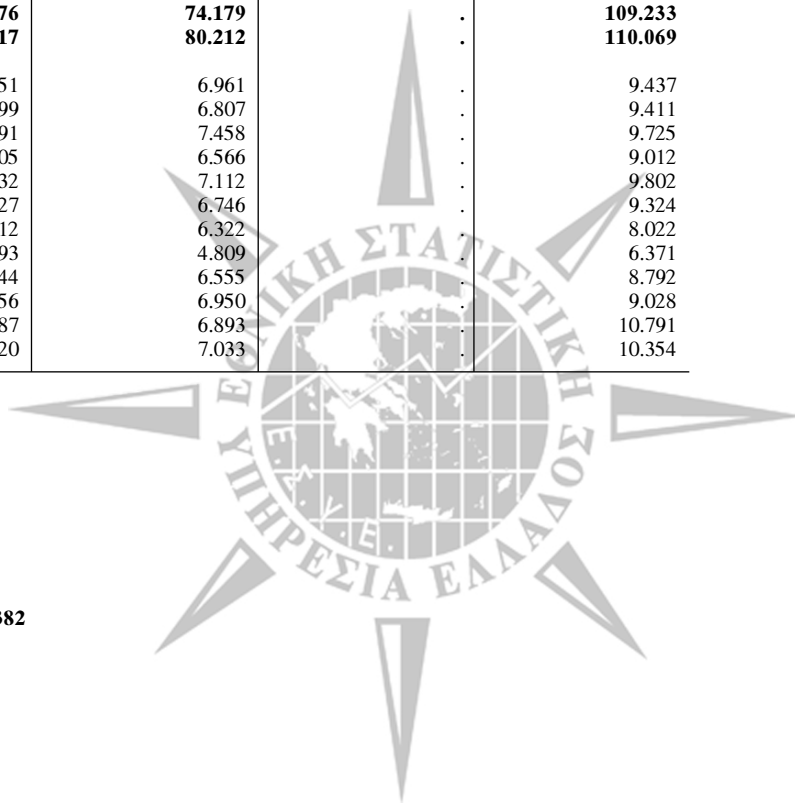 76 74.179 . 109.233
17 80.212 . 110.069
51 6.961 . 9.437
99 6.807 . 9.411
91 7.458 . 9.725
05 6.566 . 9.012
32 7.112 . 9.802
27 6.746 . 9.324
12 6.322 . 8.022
93 4.809 . 6.371
44 6.555 . 8.792
56 6.950 . 9.028
87 6.893 . 10.791
20 7.033 . 10.354
ΕΘΝΙΚΗ ΣΤΑΤΙΣΤΙΚΗ
ΥΠΗΡΕΣΙΑ ΕΛΛΑΔΟΣ
Ε.Σ.Υ.Ε.
382